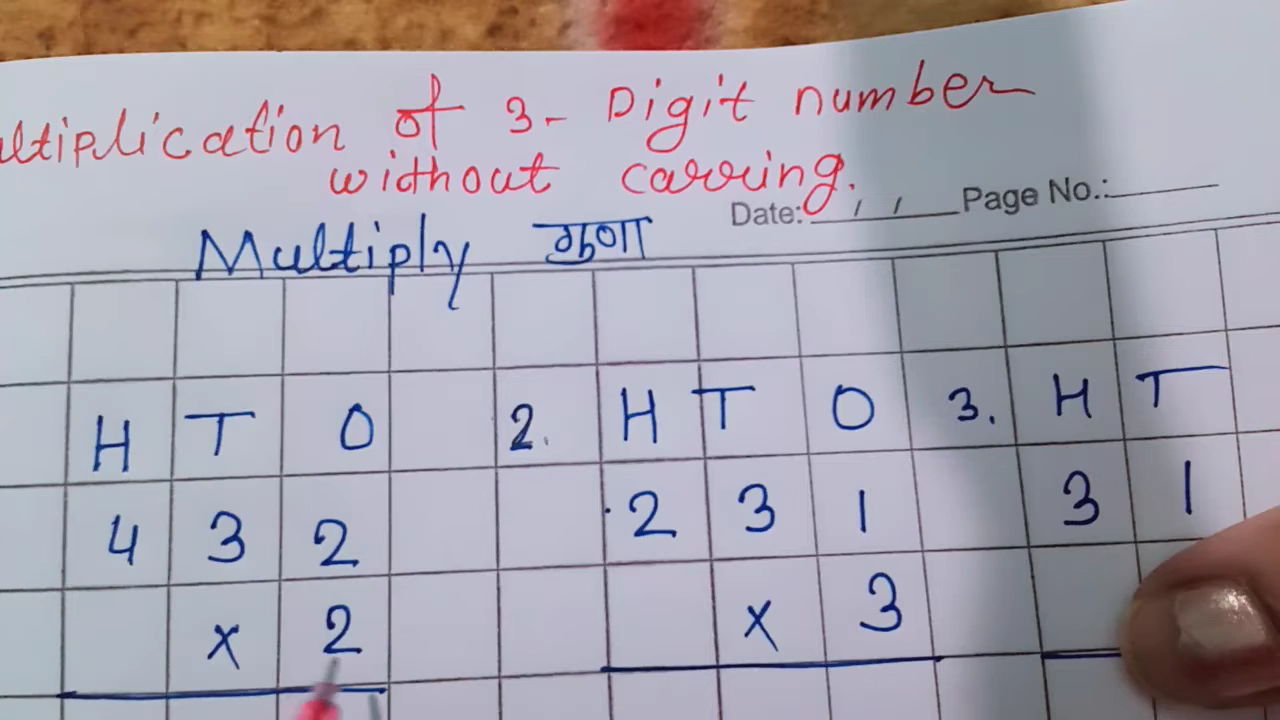 ultiplication of 3- Digit number
without carring.
Date: , , Page No.:
Multiply गुणा
H T O 2. H T O 3. H T
4 3 2 2 3 1 3 1
x 2 x 3